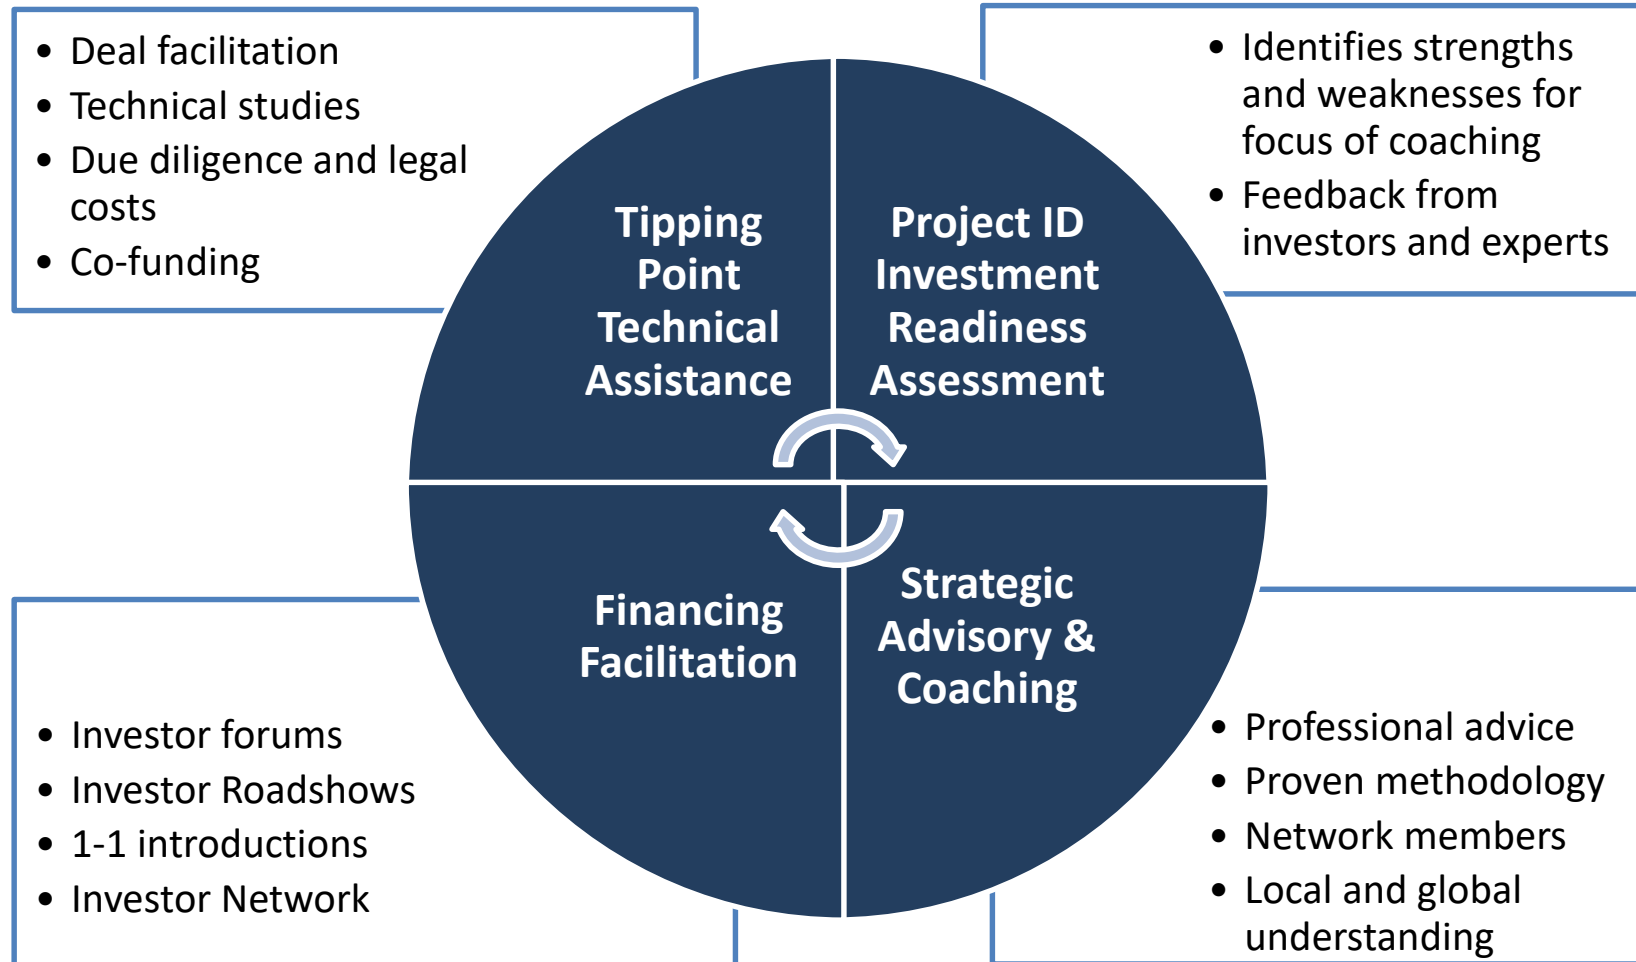 • Deal facilitation
• Technical studies
• Due diligence and legal
costs
• Co-funding
• Identifies strengths
and weaknesses for
focus of coaching
• Feedback from
investors and experts
Tipping
Point
Technical
Assistance
Project ID
Investment
Readiness
Assessment
Financing
Facilitation
Strategic
Advisory &
Coaching
• Investor forums
• Investor Roadshows
• 1-1 introductions
• Investor Network
• Professional advice
• Proven methodology
• Network members
• Local and global
understanding